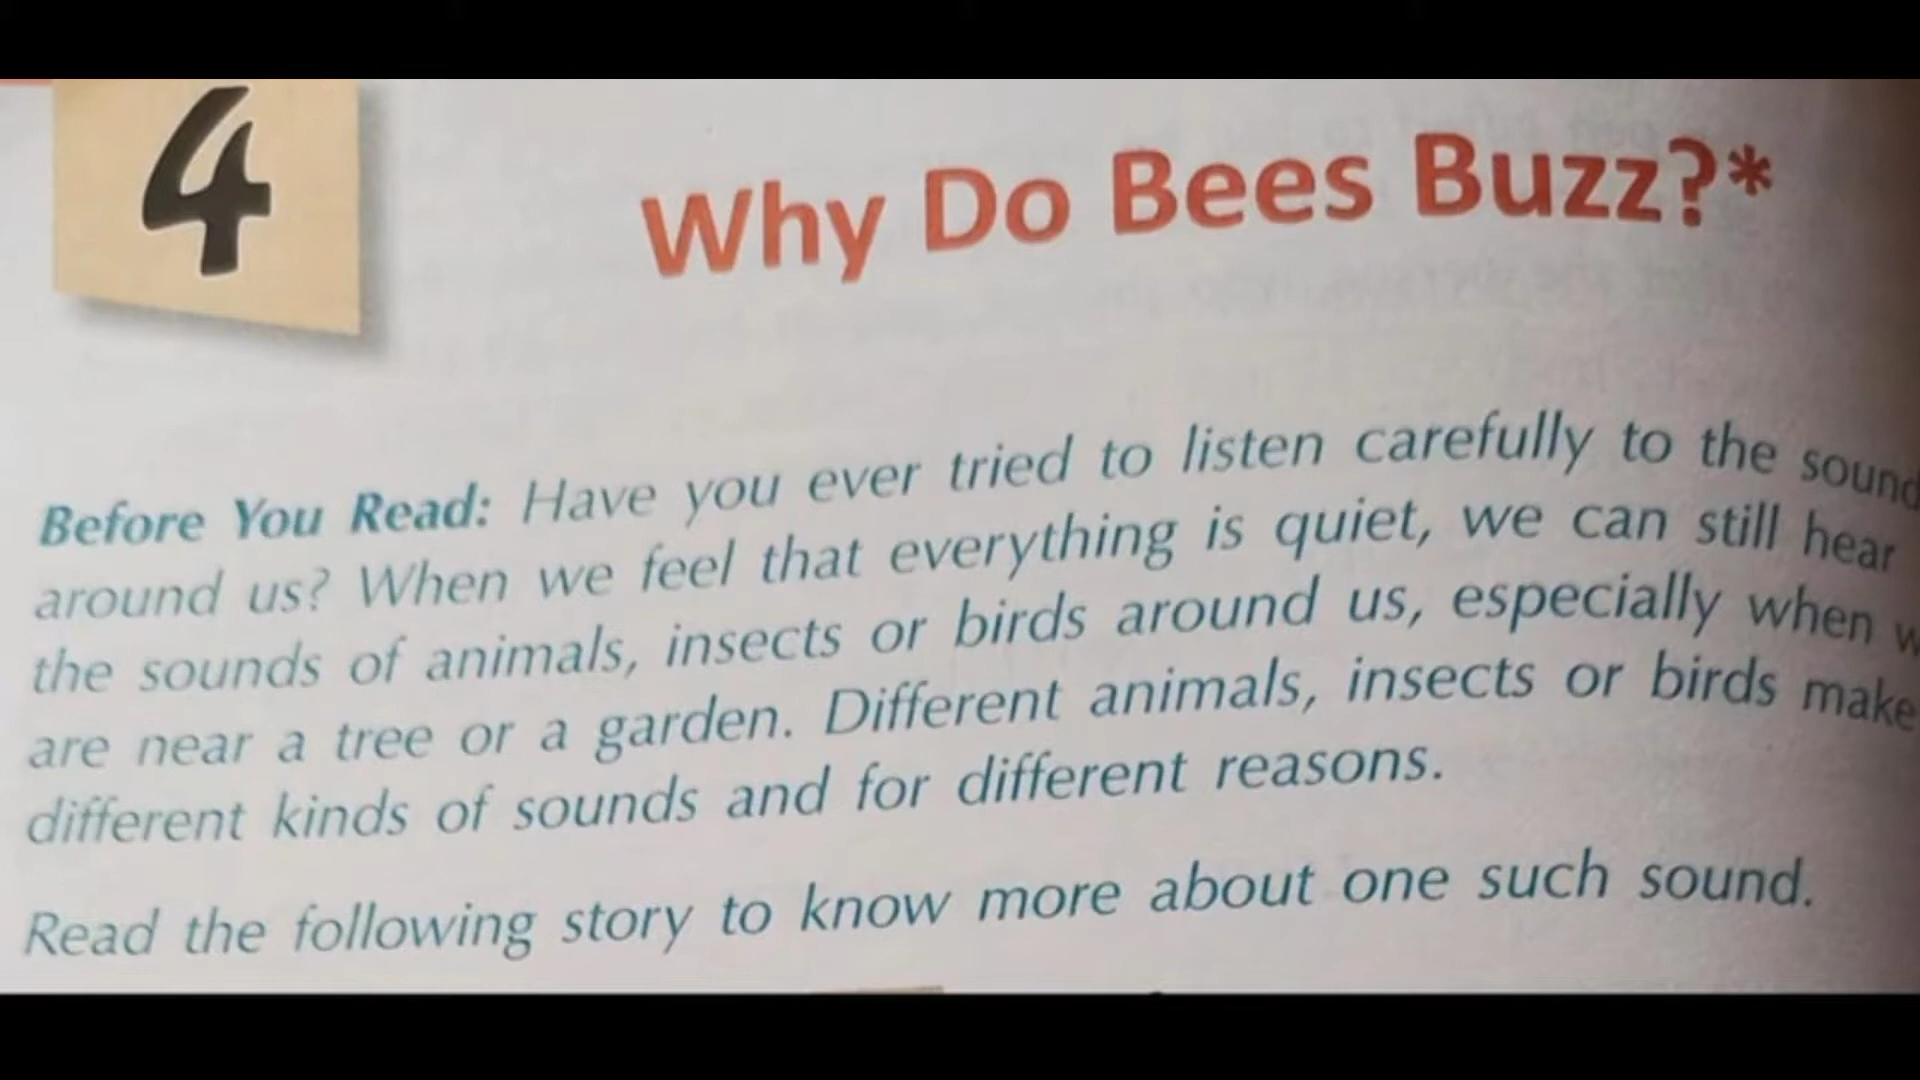 4
Why Do Bees Buzz?*
Before You Read: Have you ever tried to listen carefully to the sound
around us? When we feel that everything is quiet, we can still hear
the sounds of animals, insects or birds around us, especially when w
are near a tree or a garden. Different animals, insects or birds make
different kinds of sounds and for different reasons.
Read the following story to know more about one such sound.